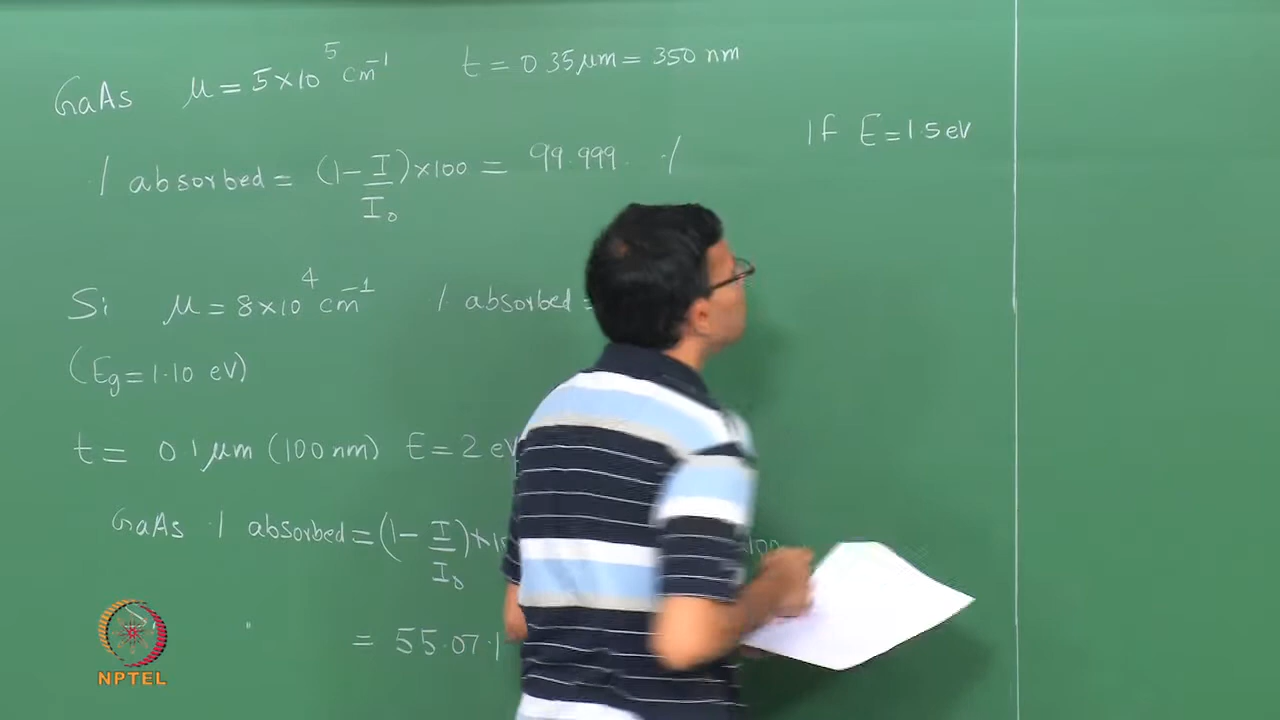 GaAs μ = 5×10⁵ cm⁻¹ t = 0.35 μm = 350 nm
If E = 1.5 eV
% absorbed = (1 - I/I₀)×100 = 99.999 %
Si μ = 8×10⁴ cm⁻¹ % absorbed =
(Eg = 1.10 eV)
t = 0.1 μm (100 nm) E = 2 eV
GaAs % absorbed = (1 - I/I₀)×10
100
Si = 55.07 %
NPTEL